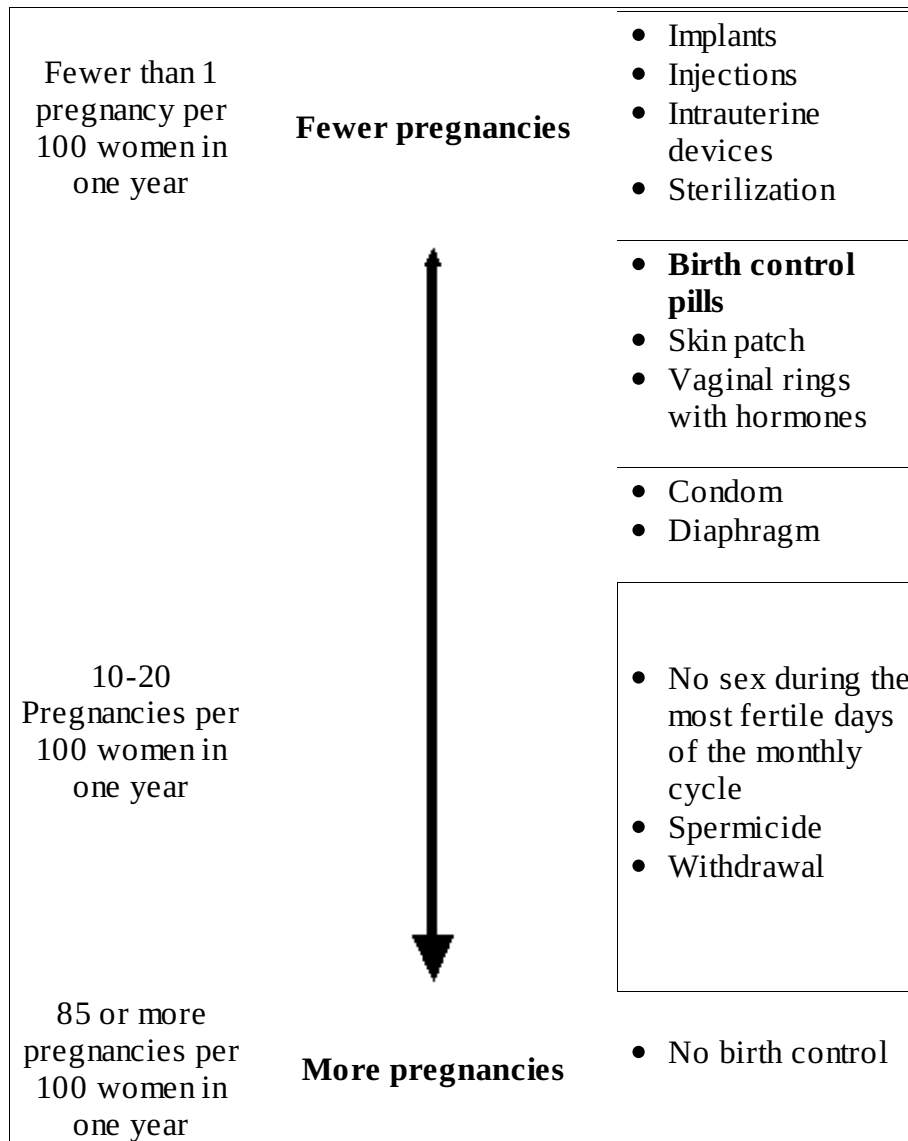 Fewer than 1
pregnancy per
100 women in
one year
Fewer pregnancies
• Implants
• Injections
• Intrauterine
devices
• Sterilization
• Birth control
pills
• Skin patch
• Vaginal rings
with hormones
• Condom
• Diaphragm
10-20
Pregnancies per
100 women in
one year
• No sex during the
most fertile days
of the monthly
cycle
• Spermicide
• Withdrawal
85 or more
pregnancies per
100 women in
one year
More pregnancies
• No birth control